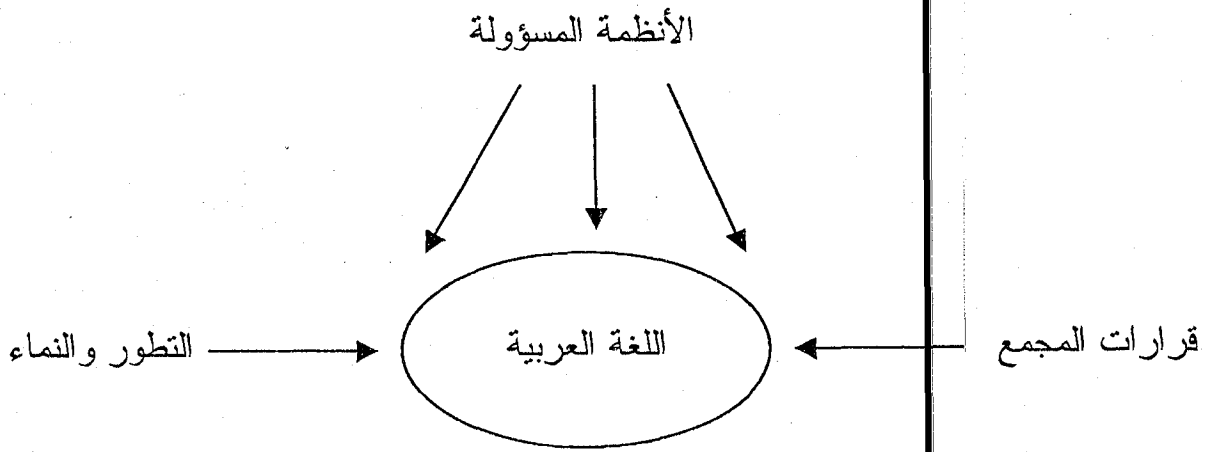 الأنظمة المسؤولة
قرارات المجمع
اللغة العربية
التطور والنماء